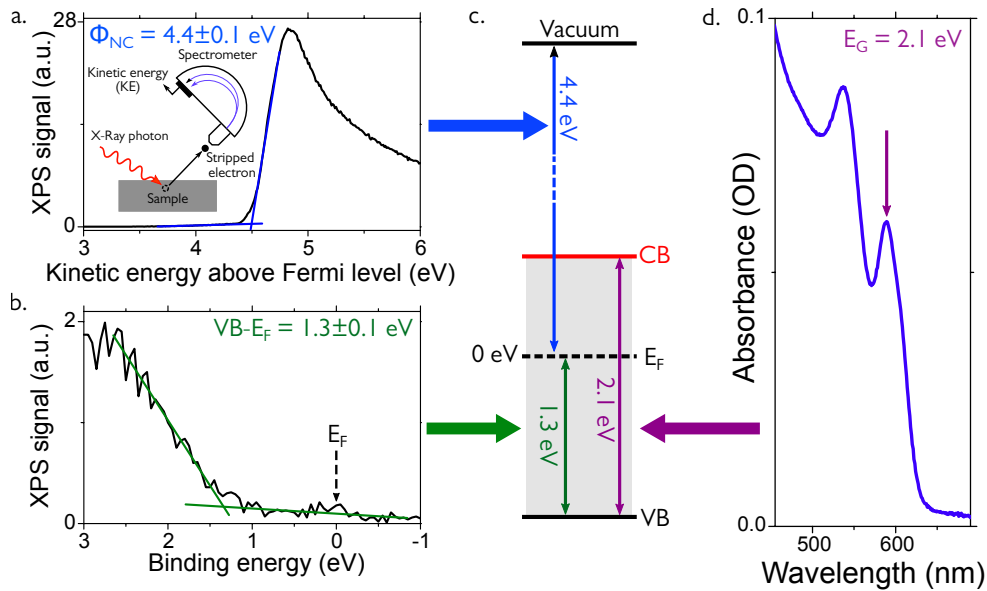 a.
28
Φ_NC = 4.4±0.1 eV
Spectrometer
Kinetic energy
(KE)
X-Ray photon
Stripped
electron
Sample
XPS signal (a.u.)
0
3 4 5 6
Kinetic energy above Fermi level (eV)
b.
2
VB-E_F = 1.3±0.1 eV
E_F
XPS signal (a.u.)
0
3 2 1 0 -1
Binding energy (eV)
c.
Vacuum
4.4 eV
CB
0 eV
E_F
2.1 eV
1.3 eV
VB
d.
0.1
E_G = 2.1 eV
Absorbance (OD)
0.0
500 600
Wavelength (nm)